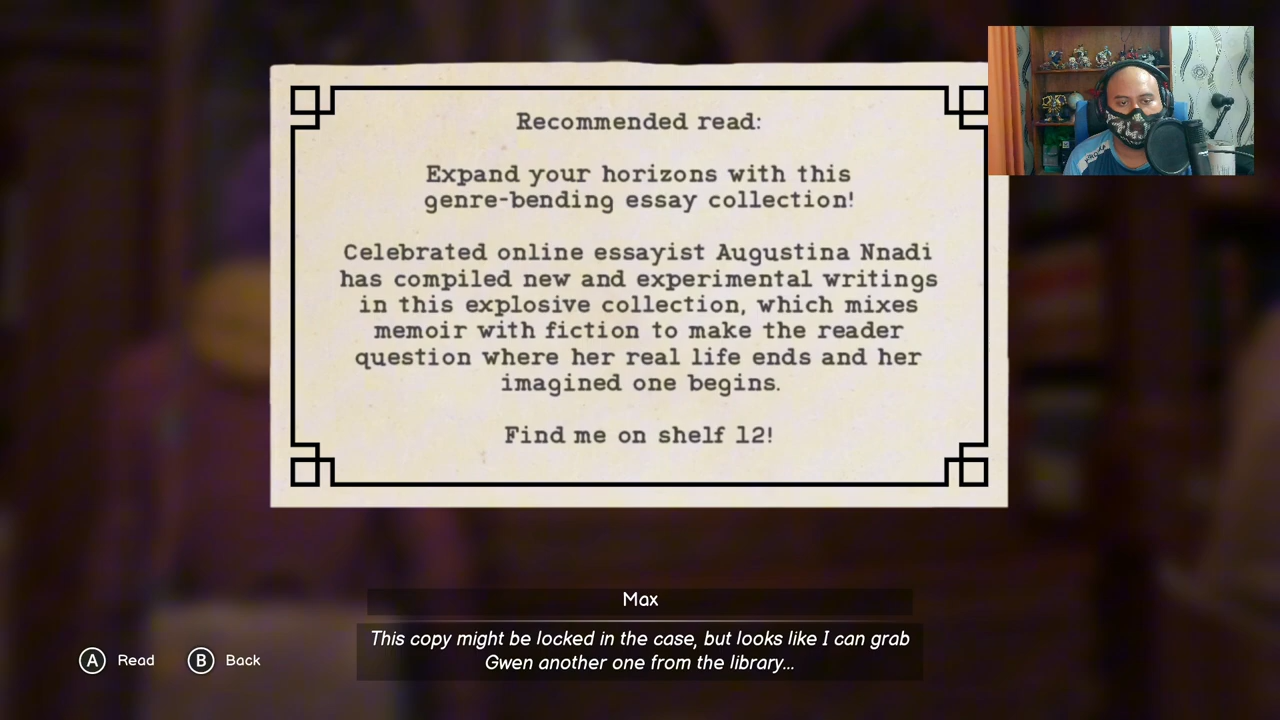 Recommended read:
Expand your horizons with this
genre-bending essay collection!
Celebrated online essayist Augustina Nnadi
has compiled new and experimental writings
in this explosive collection, which mixes
memoir with fiction to make the reader
question where her real life ends and her
imagined one begins.
Find me on shelf 12!
Max
This copy might be locked in the case, but looks like I can grab
Gwen another one from the library...
A Read B Back